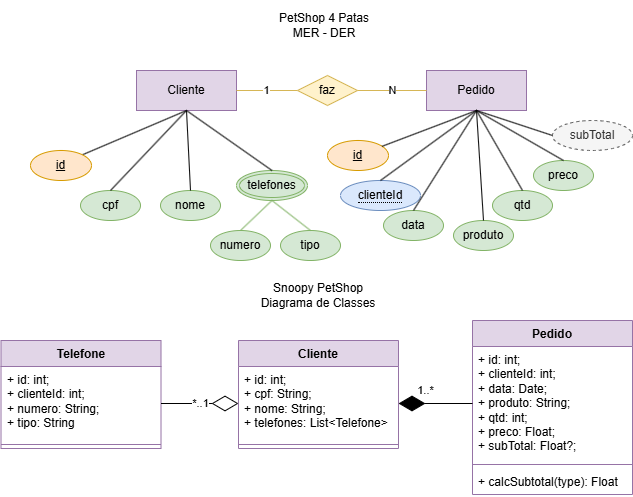 PetShop 4 Patas
MER - DER
Cliente
1
faz
N
Pedido
id
cpf
nome
telefones
numero
tipo
id
clienteId
data
produto
qtd
preco
subTotal
Snoopy PetShop
Diagrama de Classes
Telefone
+ id: int;
+ clienteId: int;
+ numero: String;
+ tipo: String
*..1
Cliente
+ id: int;
+ cpf: String;
+ nome: String;
+ telefones: List<Telefone>
1..*
Pedido
+ id: int;
+ clienteId: int;
+ data: Date;
+ produto: String;
+ qtd: int;
+ preco: Float;
+ subTotal: Float?;
+ calcSubtotal(type): Float